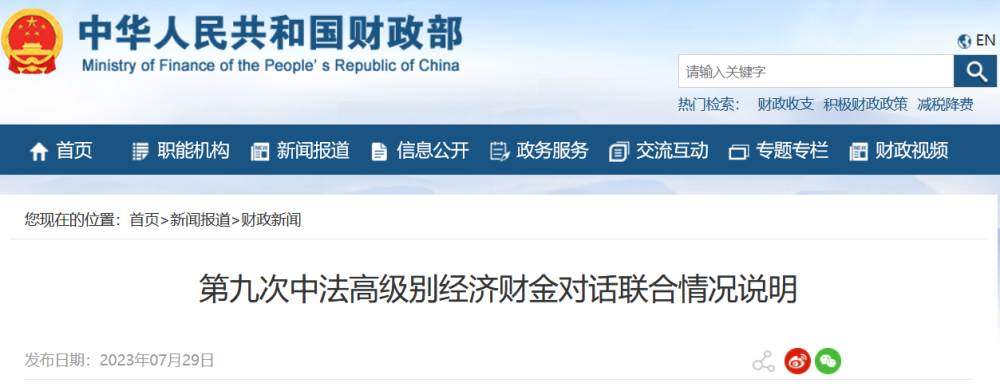 中华人民共和国财政部
Ministry of Finance of the People's Republic of China
EN
请输入关键字
热门检索： 财政收支 积极财政政策 减税降费
首页 职能机构 新闻报道 信息公开 政务服务 交流互动 专题专栏 财政视频
您现在的位置：首页>新闻报道>财政新闻
第九次中法高级别经济财金对话联合情况说明
发布日期：2023年07月29日